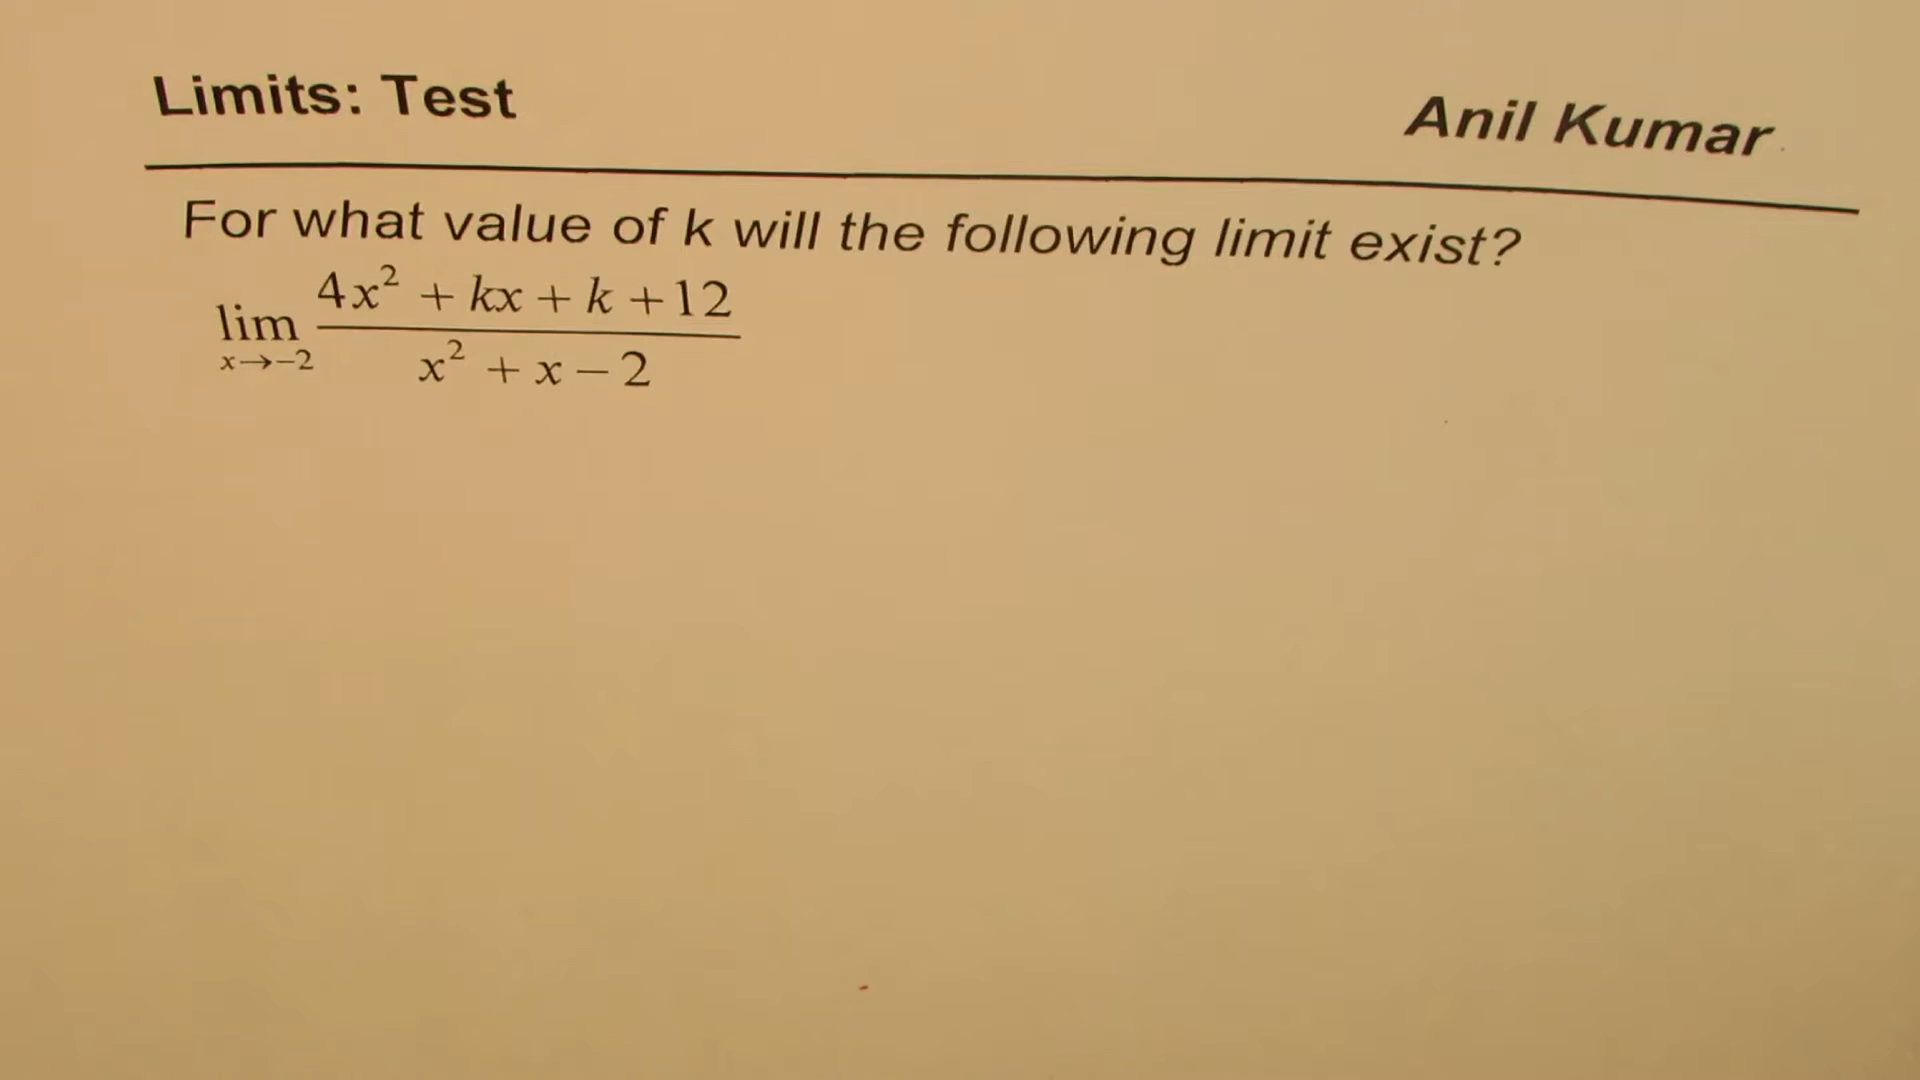 Limits: Test
Anil Kumar
For what value of k will the following limit exist?
4x² + kx + k + 12
lim
x→−2
x² + x − 2